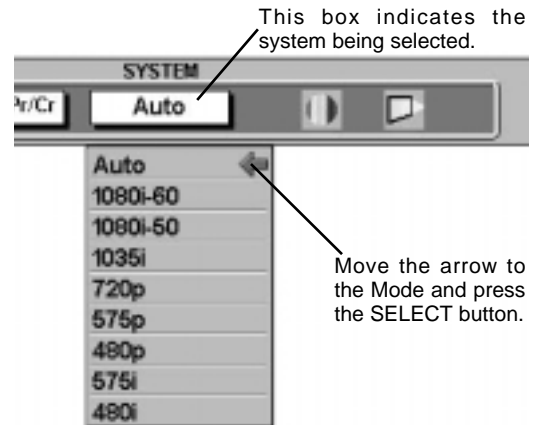 This box indicates the
system being selected.
SYSTEM
Pr/Cr
Auto
Auto
1080i-60
1080i-50
1035i
720p
575p
480p
575i
480i
Move the arrow to
the Mode and press
the SELECT button.